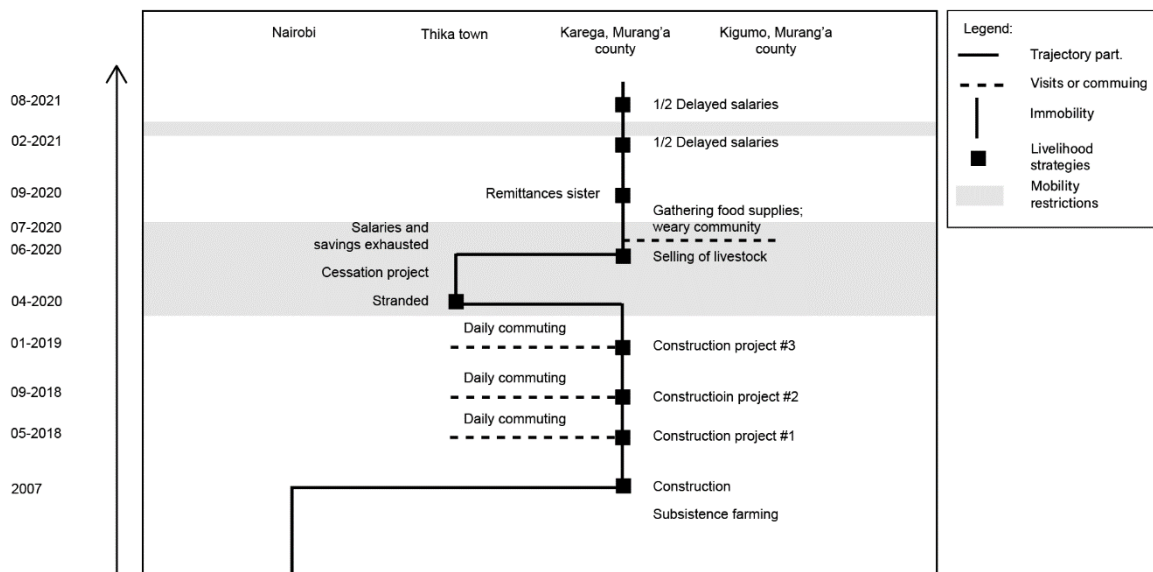 Nairobi
Thika town
Karega, Murang'a
county
Kigumo, Murang'a
county
Legend:
Trajectory part.
Visits or commuing
Immobility
Livelihood
strategies
Mobility
restrictions
08-2021
1/2 Delayed salaries
02-2021
1/2 Delayed salaries
09-2020
Remittances sister
Gathering food supplies;
weary community
07-2020
Salaries and
savings exhausted
06-2020
Selling of livestock
Cessation project
04-2020
Stranded
Daily commuting
01-2019
Construction project #3
Daily commuting
09-2018
Constructioin project #2
Daily commuting
05-2018
Construction project #1
2007
Construction
Subsistence farming